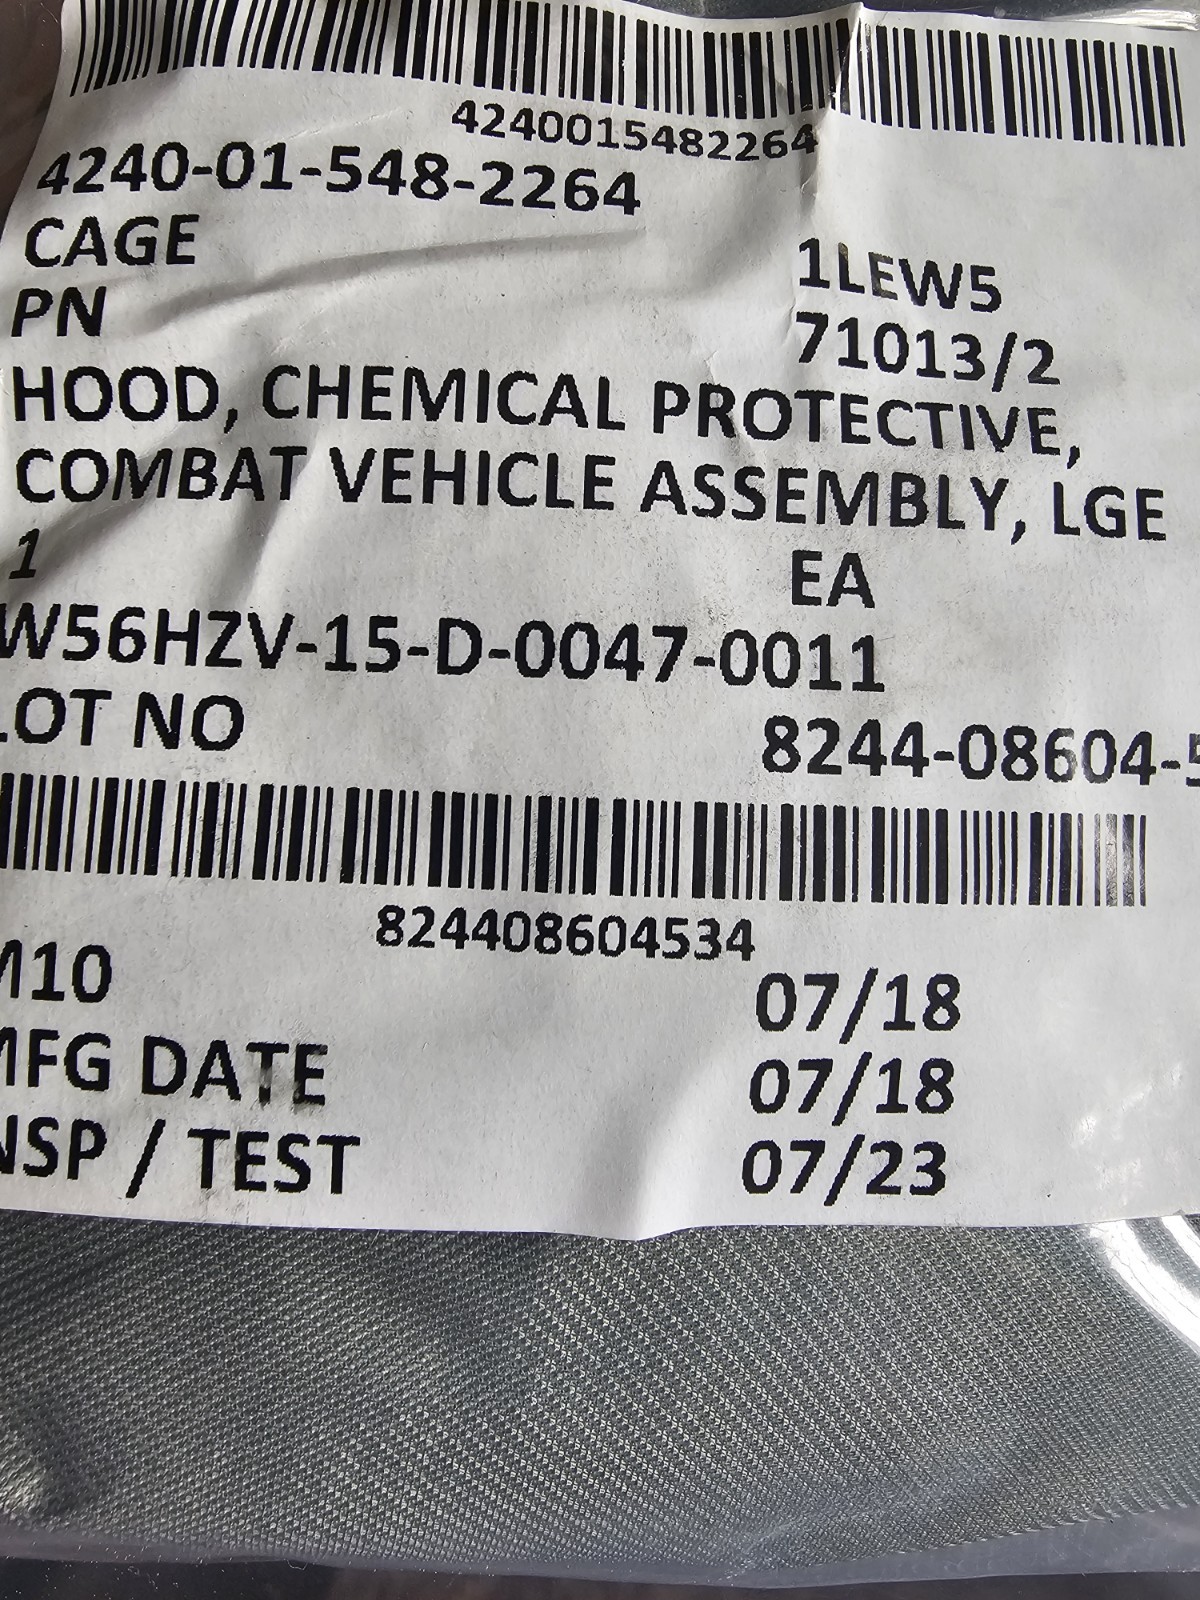 4240015482264
4240-01-548-2264
CAGE 1LEW5
PN 71013/2
HOOD, CHEMICAL PROTECTIVE,
COMBAT VEHICLE ASSEMBLY, LGE
1 EA
W56HZV-15-D-0047-0011
LOT NO 8244-08604-5
824408604534
M10 07/18
MFG DATE 07/18
NSP / TEST 07/23